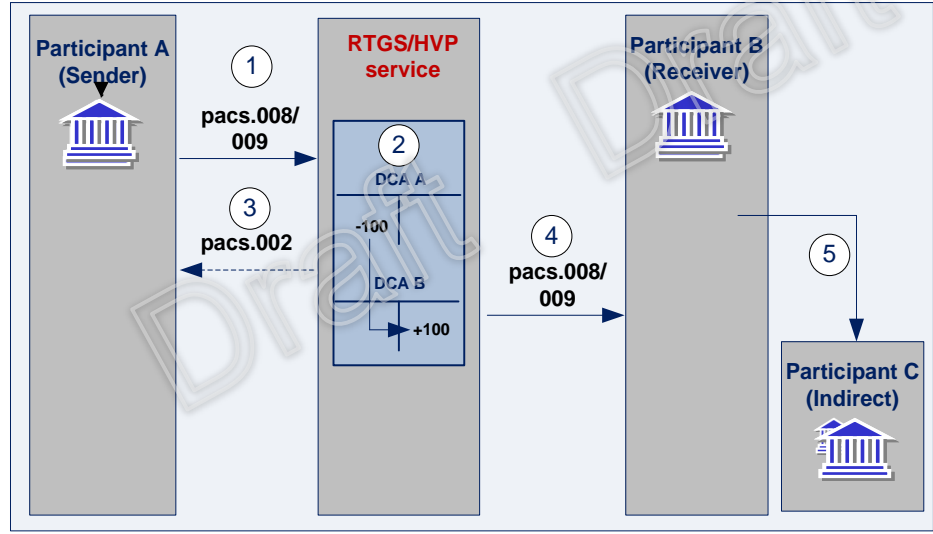 Participant A
(Sender)
1
pacs.008/
009
3
pacs.002
RTGS/HVP
service
2
DCA A
-100
DCA B
+100
4
pacs.008/
009
Participant B
(Receiver)
5
Participant C
(Indirect)
Draft
Draft